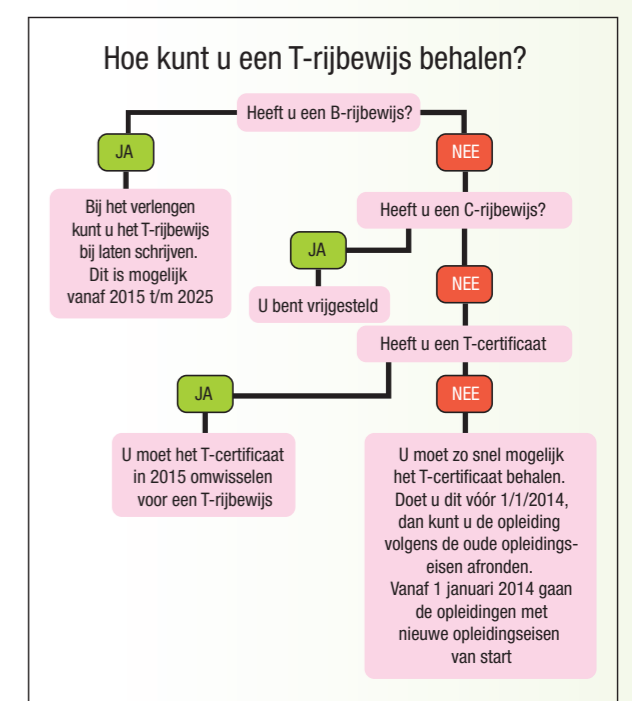 Hoe kunt u een T-rijbewijs behalen?
Heeft u een B-rijbewijs?
JA
NEE
Bij het verlengen
kunt u het T-rijbewijs
bij laten schrijven.
Dit is mogelijk
vanaf 2015 t/m 2025
Heeft u een C-rijbewijs?
JA
NEE
U bent vrijgesteld
Heeft u een T-certificaat
JA
NEE
U moet het T-certificaat
in 2015 omwisselen
voor een T-rijbewijs
U moet zo snel mogelijk
het T-certificaat behalen.
Doet u dit vóór 1/1/2014,
dan kunt u de opleiding
volgens de oude opleidings-
eisen afronden.
Vanaf 1 januari 2014 gaan
de opleidingen met
nieuwe opleidingseisen
van start